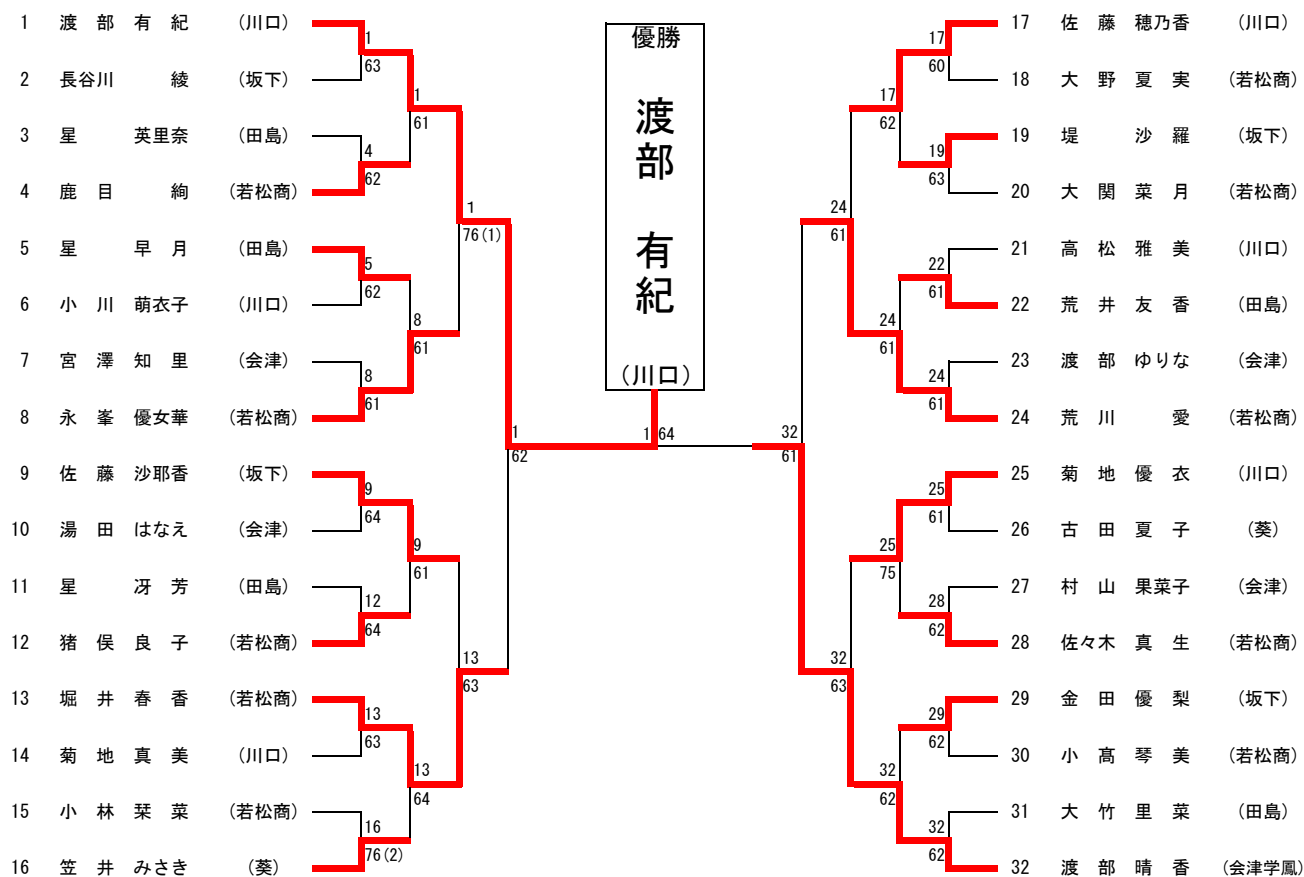 1 渡部有紀 (川口)
2 長谷川 綾 (坂下)
3 星 英里奈 (田島)
4 鹿目 絢 (若松商)
5 星 早月 (田島)
6 小川萌衣子 (川口)
7 宮澤知里 (会津)
8 永峯優女華 (若松商)
9 佐藤沙耶香 (坂下)
10 湯田はなえ (会津)
11 星 冴芳 (田島)
12 猪俣良子 (若松商)
13 堀井春香 (若松商)
14 菊地真美 (川口)
15 小林栞菜 (若松商)
16 笠井みさき (葵)
1
63
4
62
5
62
8
61
9
64
12
64
13
63
16
76(2)
1
61
8
61
9
61
13
64
1
76(1)
13
63
1
62
優勝
渡部 有紀
(川口)
1 64
32
61
24
61
32
63
17
62
24
61
25
75
32
62
17
60
19
63
22
61
24
61
25
61
28
62
29
62
32
62
17 佐藤穂乃香 (川口)
18 大野夏実 (若松商)
19 堤 沙羅 (坂下)
20 大関菜月 (若松商)
21 高松雅美 (川口)
22 荒井友香 (田島)
23 渡部ゆりな (会津)
24 荒川 愛 (若松商)
25 菊地優衣 (川口)
26 古田夏子 (葵)
27 村山果菜子 (会津)
28 佐々木真生 (若松商)
29 金田優梨 (坂下)
30 小髙琴美 (若松商)
31 大竹里菜 (田島)
32 渡部晴香 (会津学鳳)